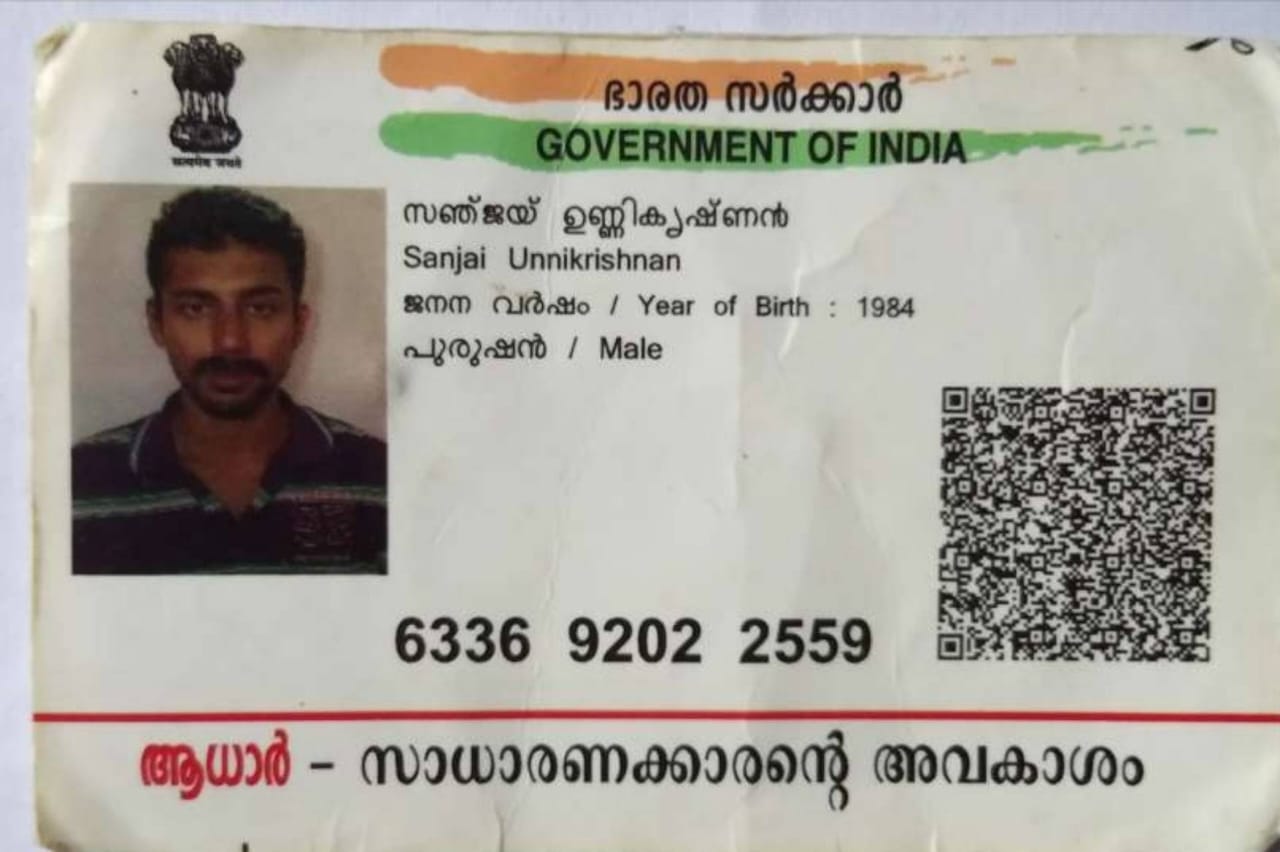 ഭാരത സർക്കാർ
GOVERNMENT OF INDIA
सत्यमेव जयते
സഞ്ജയ് ഉണ്ണികൃഷ്ണൻ
Sanjai Unnikrishnan
ജനന വർഷം / Year of Birth : 1984
പുരുഷൻ / Male
6336 9202 2559
ആധാർ - സാധാരണക്കാരന്റെ അവകാശം